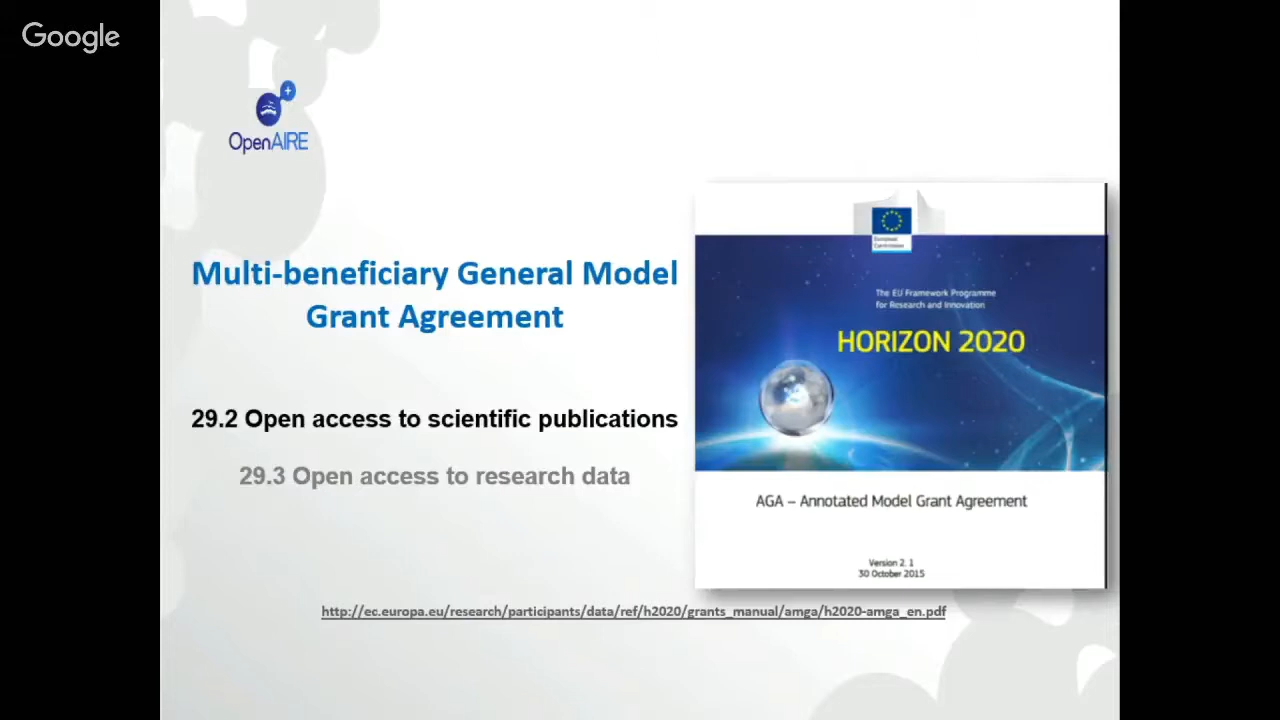 Google
OpenAIRE
Multi-beneficiary General Model
Grant Agreement
29.2 Open access to scientific publications
29.3 Open access to research data
European
Commission
The EU Framework Programme
for Research and Innovation
HORIZON 2020
AGA – Annotated Model Grant Agreement
Version 2. 1
30 October 2015
http://ec.europa.eu/research/participants/data/ref/h2020/grants_manual/amga/h2020-amga_en.pdf